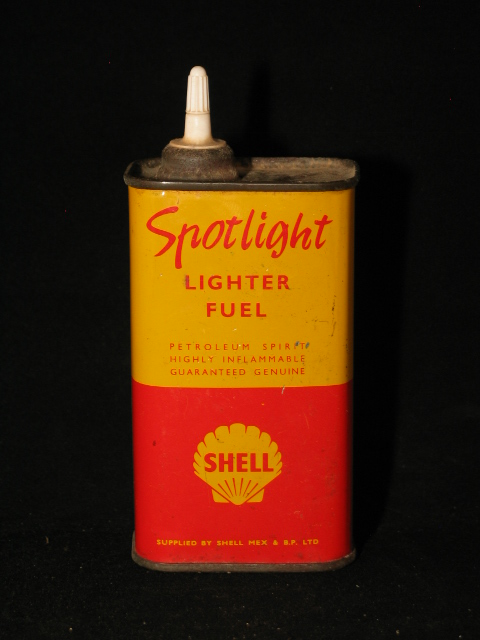 Spotlight
LIGHTER
FUEL
PETROLEUM SPIRIT
HIGHLY INFLAMMABLE
GUARANTEED GENUINE
SHELL
SUPPLIED BY SHELL MEX & B.P. LTD